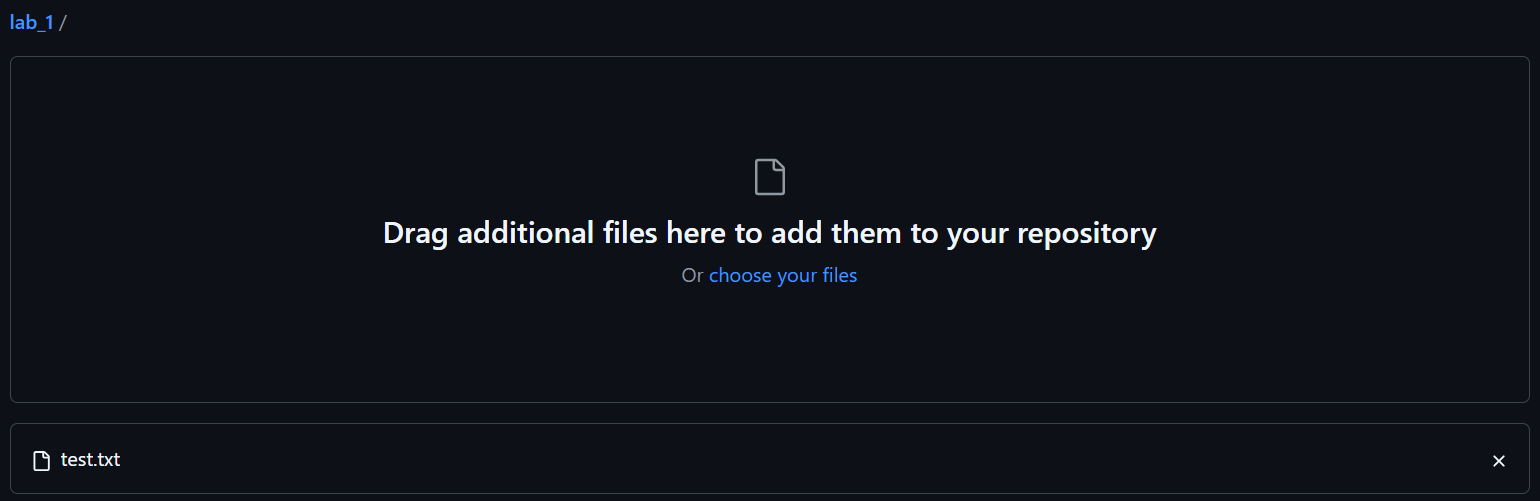 lab_1 /
Drag additional files here to add them to your repository
Or choose your files
test.txt